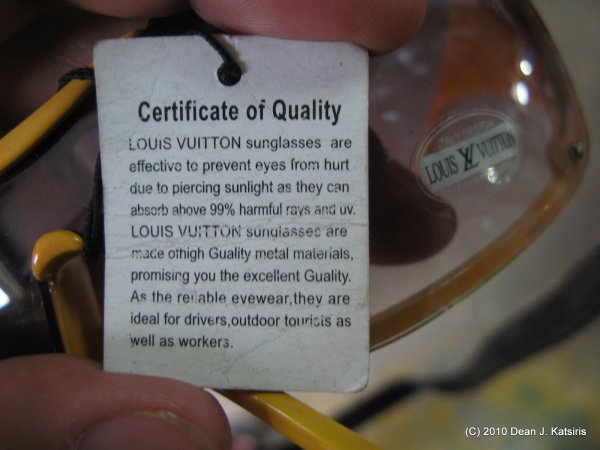 Certificate of Quality
LOUIS VUITTON sunglasses are
effective to prevent eyes from hurt
due to piercing sunlight as they can
absorb above 99% harmful rays and uv.
LOUIS VUITTON sunglasses are
made othigh Guality metal materials,
promising you the excellent Guality.
As the reliable eyewear,they are
ideal for drivers,outdoor tourists as
well as workers.
LOUIS LV VUITTON
(C) 2010 Dean J. Katsiris